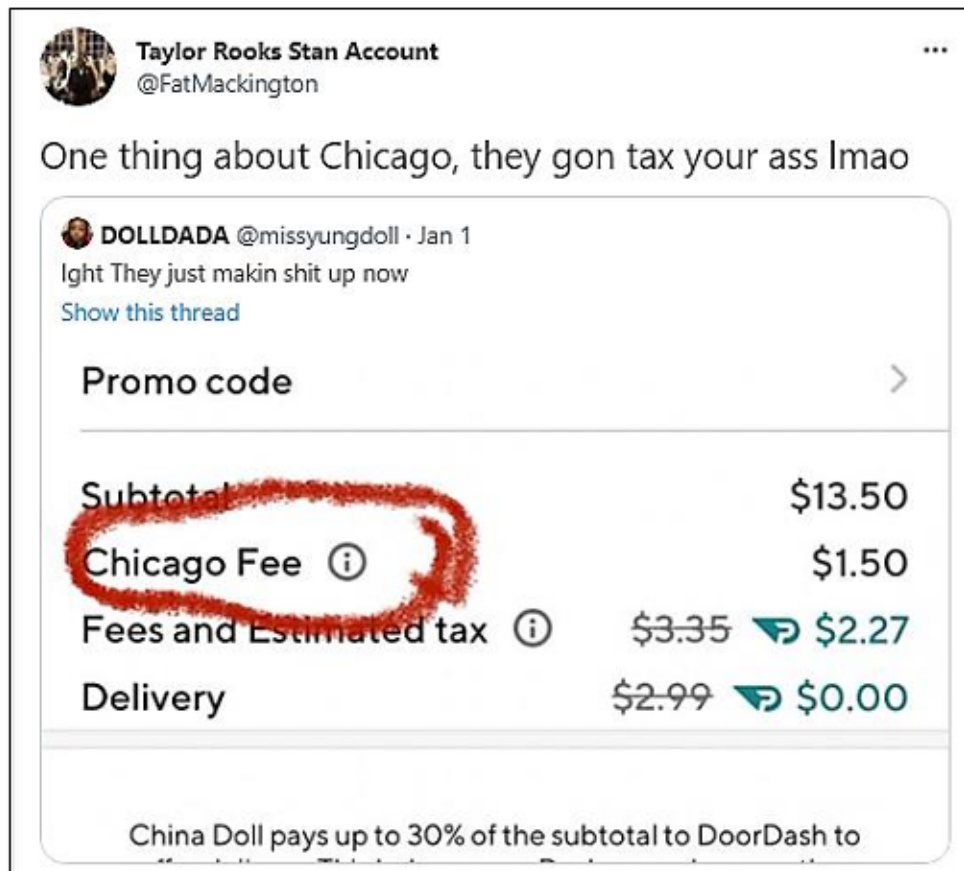 Taylor Rooks Stan Account
@FatMackington
One thing about Chicago, they gon tax your ass lmao
DOLLDADA @missyungdoll · Jan 1
Ight They just makin shit up now
Show this thread
Promo code
Subtotal $13.50
Chicago Fee $1.50
Fees and Estimated tax $3.35 $2.27
Delivery $2.99 $0.00
China Doll pays up to 30% of the subtotal to DoorDash to